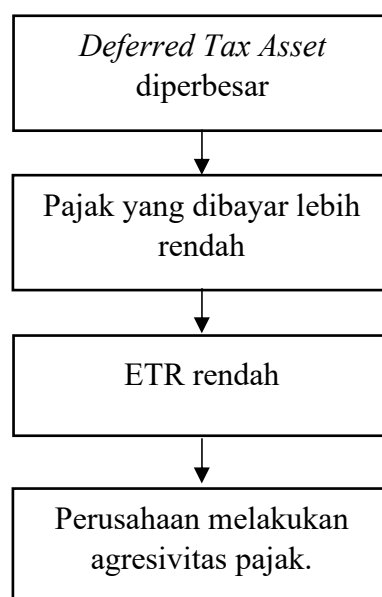 Deferred Tax Asset
diperbesar
Pajak yang dibayar lebih
rendah
ETR rendah
Perusahaan melakukan
agresivitas pajak.